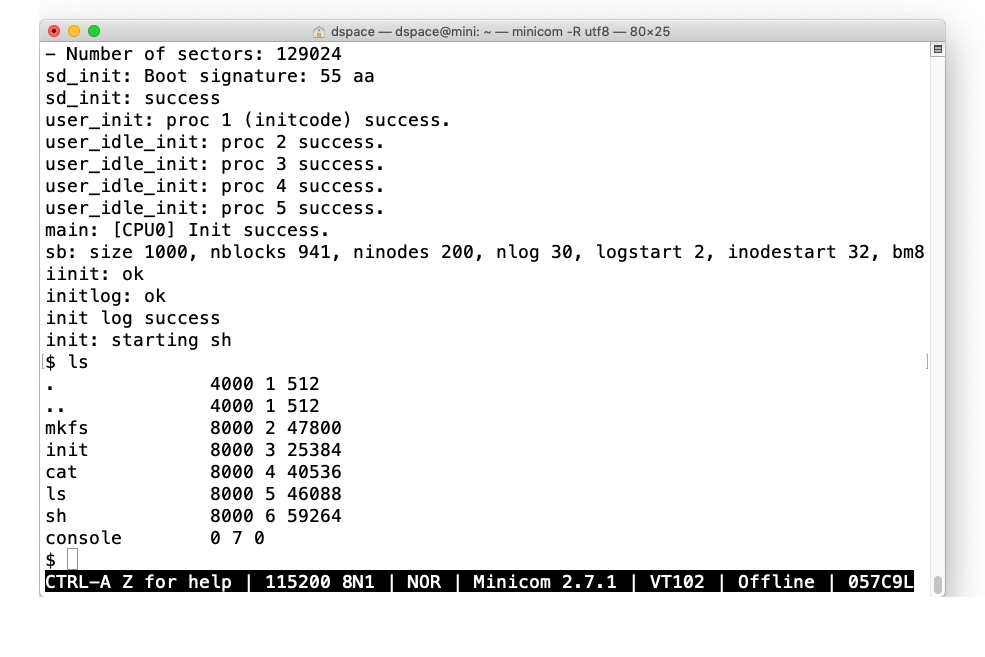 dspace — dspace@mini: ~ — minicom -R utf8 — 80×25
– Number of sectors: 129024
sd_init: Boot signature: 55 aa
sd_init: success
user_init: proc 1 (initcode) success.
user_idle_init: proc 2 success.
user_idle_init: proc 3 success.
user_idle_init: proc 4 success.
user_idle_init: proc 5 success.
main: [CPU0] Init success.
sb: size 1000, nblocks 941, ninodes 200, nlog 30, logstart 2, inodestart 32, bm8
iinit: ok
initlog: ok
init log success
init: starting sh
[$ ls ]
. 4000 1 512
.. 4000 1 512
mkfs 8000 2 47800
init 8000 3 25384
cat 8000 4 40536
ls 8000 5 46088
sh 8000 6 59264
console 0 7 0
$
CTRL–A Z for help | 115200 8N1 | NOR | Minicom 2.7.1 | VT102 | Offline | 057C9L